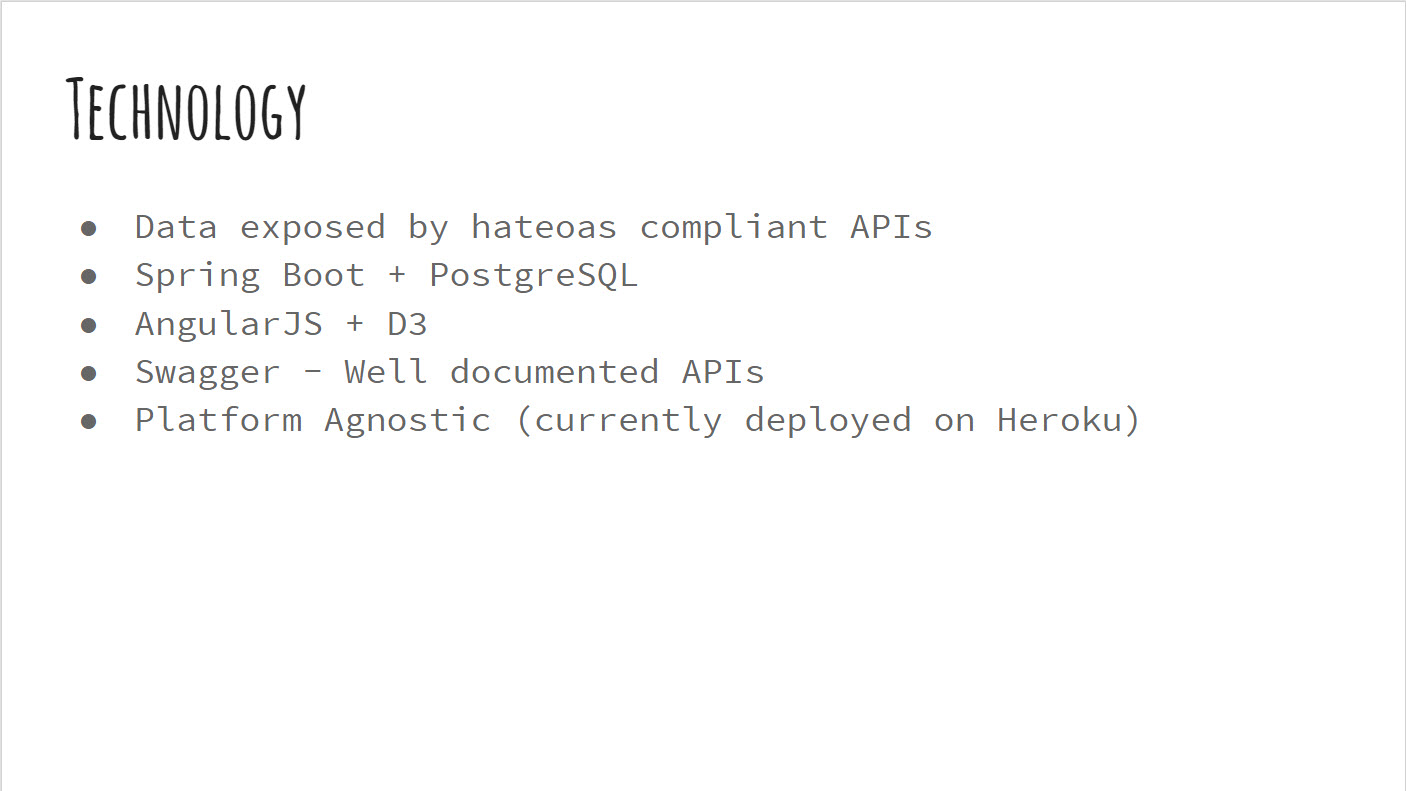 Technology
● Data exposed by hateoas compliant APIs
● Spring Boot + PostgreSQL
● AngularJS + D3
● Swagger - Well documented APIs
● Platform Agnostic (currently deployed on Heroku)